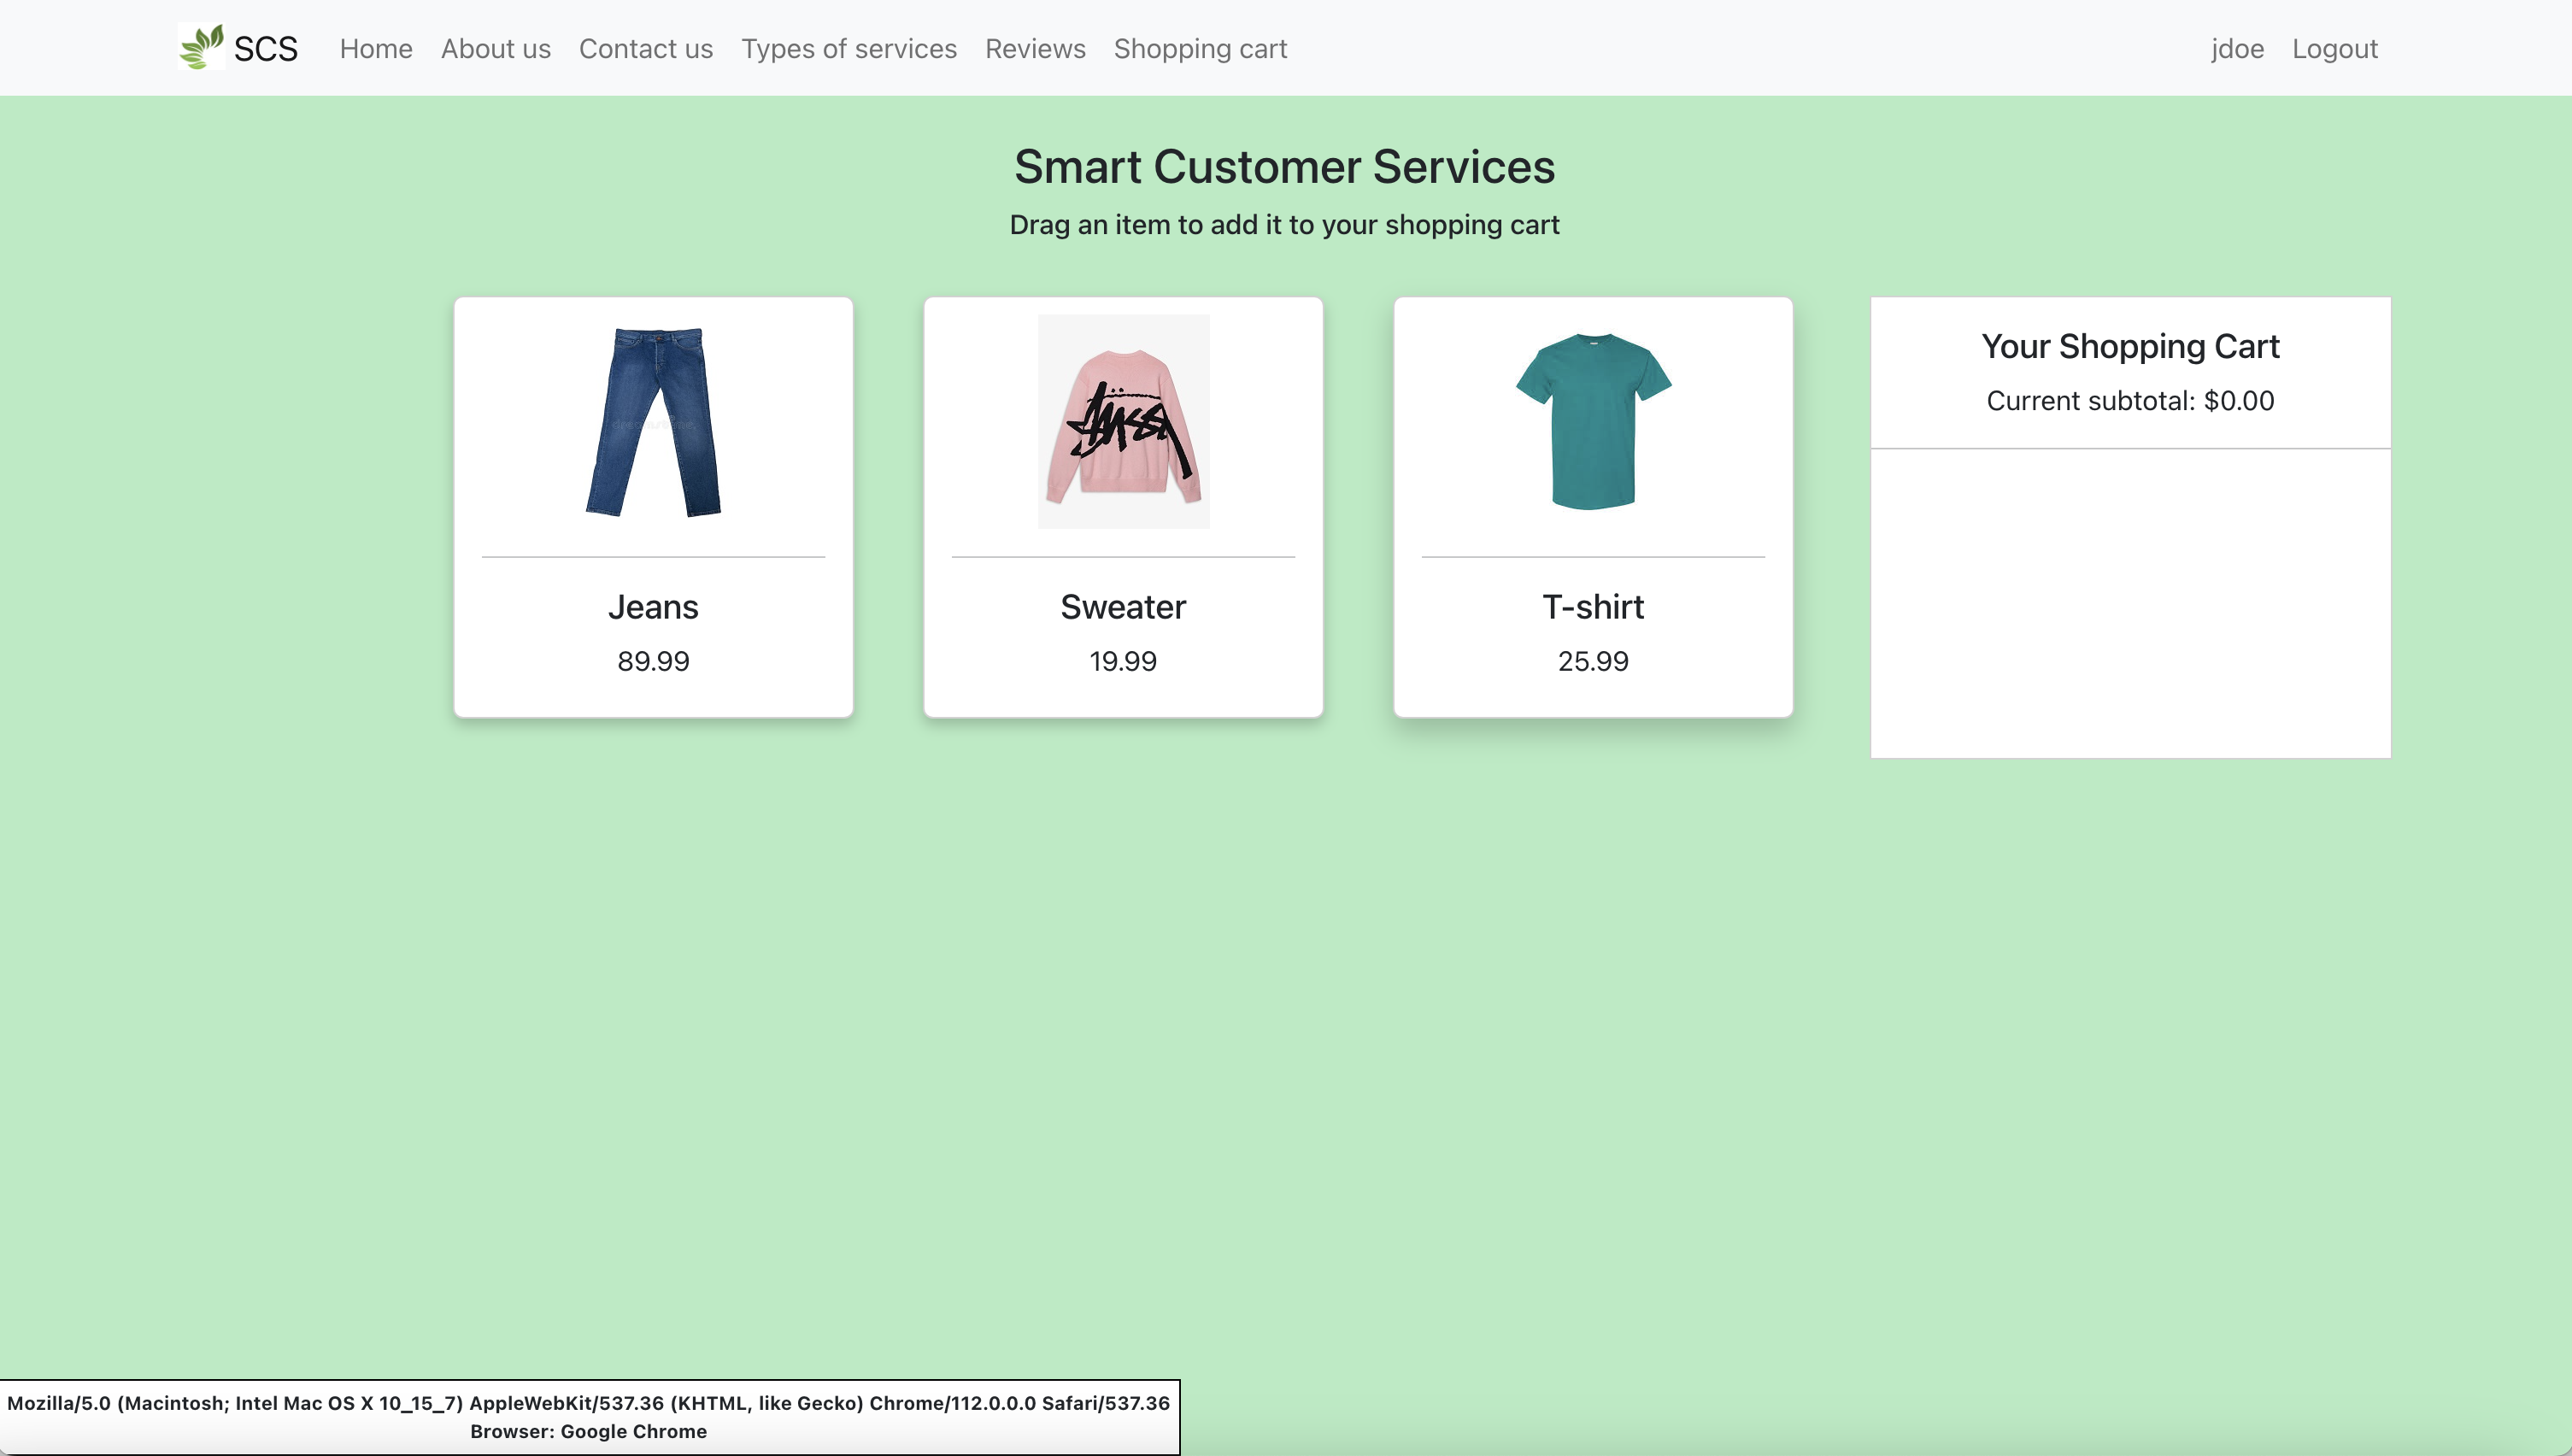 SCS Home About us Contact us Types of services Reviews Shopping cart jdoe Logout
Smart Customer Services
Drag an item to add it to your shopping cart
Jeans
89.99
Sweater
19.99
T-shirt
25.99
Your Shopping Cart
Current subtotal: $0.00
Mozilla/5.0 (Macintosh; Intel Mac OS X 10_15_7) AppleWebKit/537.36 (KHTML, like Gecko) Chrome/112.0.0.0 Safari/537.36
Browser: Google Chrome